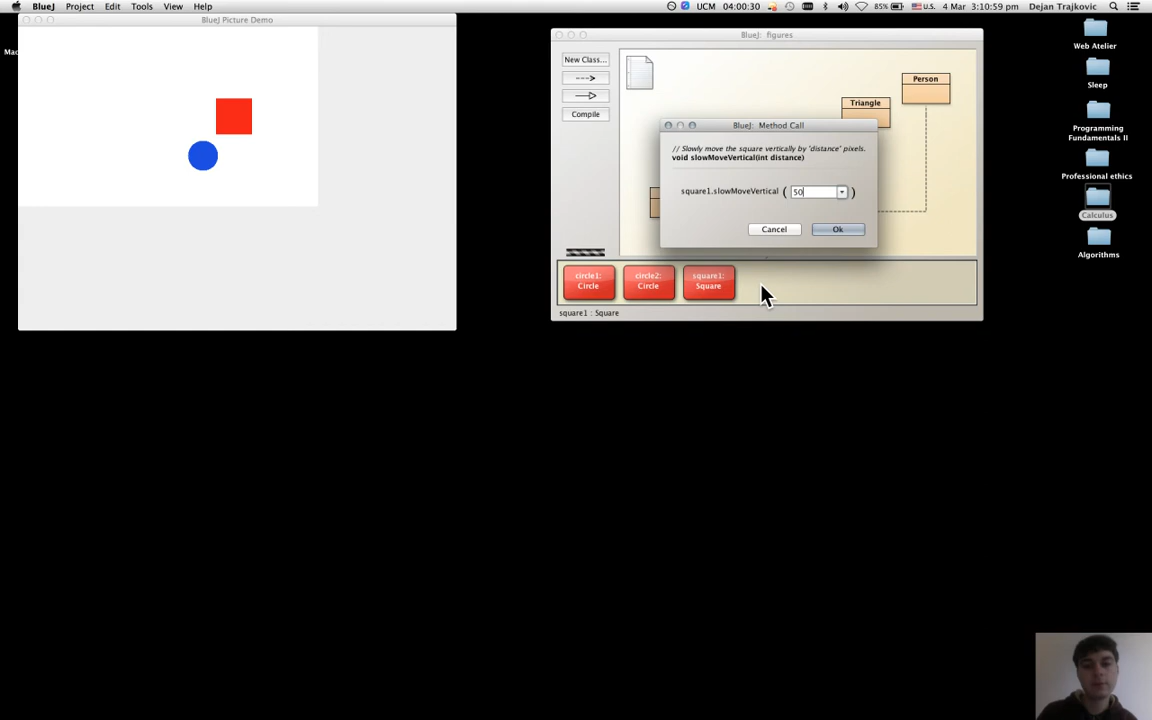 BlueJ Project Edit Tools View Help
UCM 04:00:30 85% U.S. 4 Mar 3:10:59 pm Dejan Trajkovic
BlueJ Picture Demo
Mac
BlueJ: figures
New Class...
Compile
Person
Triangle
BlueJ: Method Call
// Slowly move the square vertically by 'distance' pixels.
void slowMoveVertical(int distance)
square1.slowMoveVertical ( 50 )
Cancel Ok
circle1:
Circle
circle2:
Circle
square1:
Square
square1 : Square
Web Atelier
Sleep
Programming
Fundamentals II
Professional ethics
Calculus
Algorithms